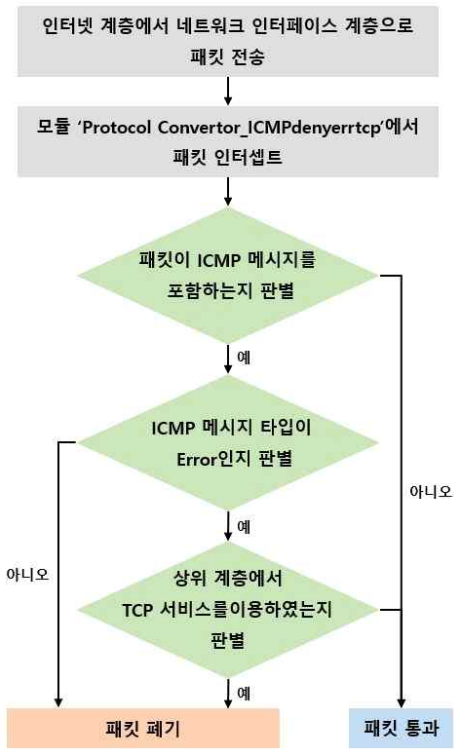 인터넷 계층에서 네트워크 인터페이스 계층으로
패킷 전송
모듈 ‘Protocol Convertor_ICMPdenyerrtcp’에서
패킷 인터셉트
패킷이 ICMP 메시지를
포함하는지 판별
예
ICMP 메시지 타입이
Error인지 판별
아니오
예
아니오
상위 계층에서
TCP 서비스를이용하였는지
판별
예
패킷 폐기
패킷 통과